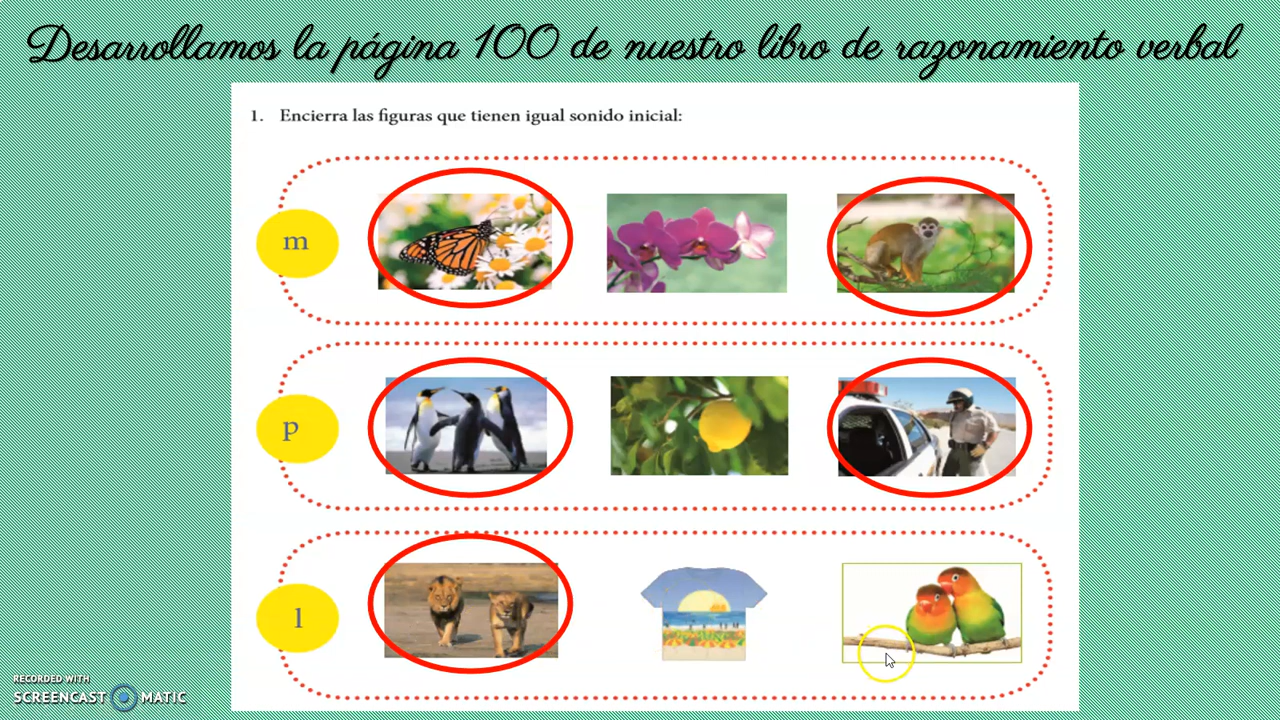 Desarrollamos la página 100 de nuestro libro de razonamiento verbal
1. Encierra las figuras que tienen igual sonido inicial:
m
p
l
RECORDED WITH
SCREENCAST MATIC